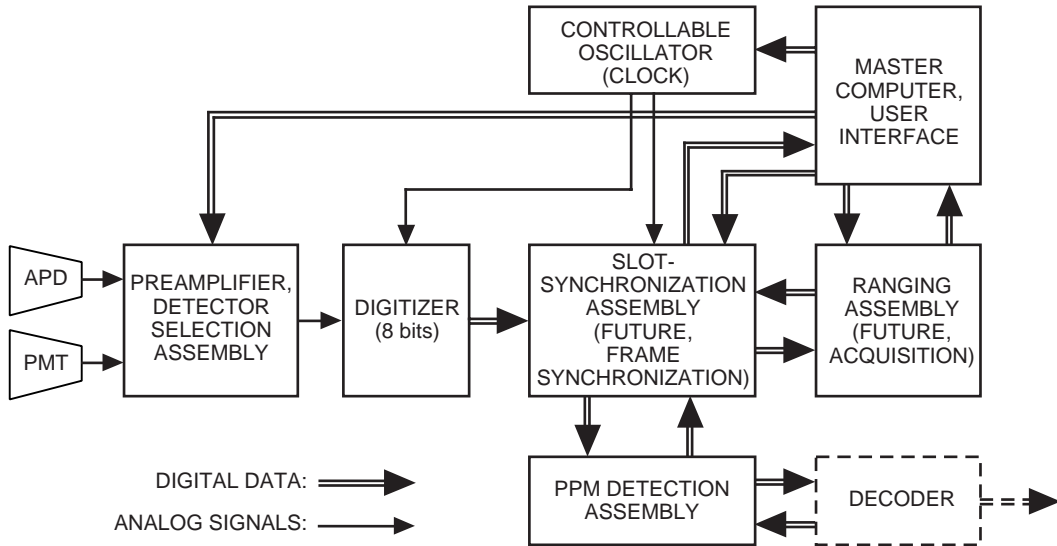 CONTROLLABLE
OSCILLATOR
(CLOCK)
MASTER
COMPUTER,
USER
INTERFACE
APD
PMT
PREAMPLIFIER,
DETECTOR
SELECTION
ASSEMBLY
DIGITIZER
(8 bits)
SLOT-
SYNCHRONIZATION
ASSEMBLY
(FUTURE,
FRAME
SYNCHRONIZATION)
RANGING
ASSEMBLY
(FUTURE,
ACQUISITION)
PPM DETECTION
ASSEMBLY
DECODER
DIGITAL DATA:
ANALOG SIGNALS: